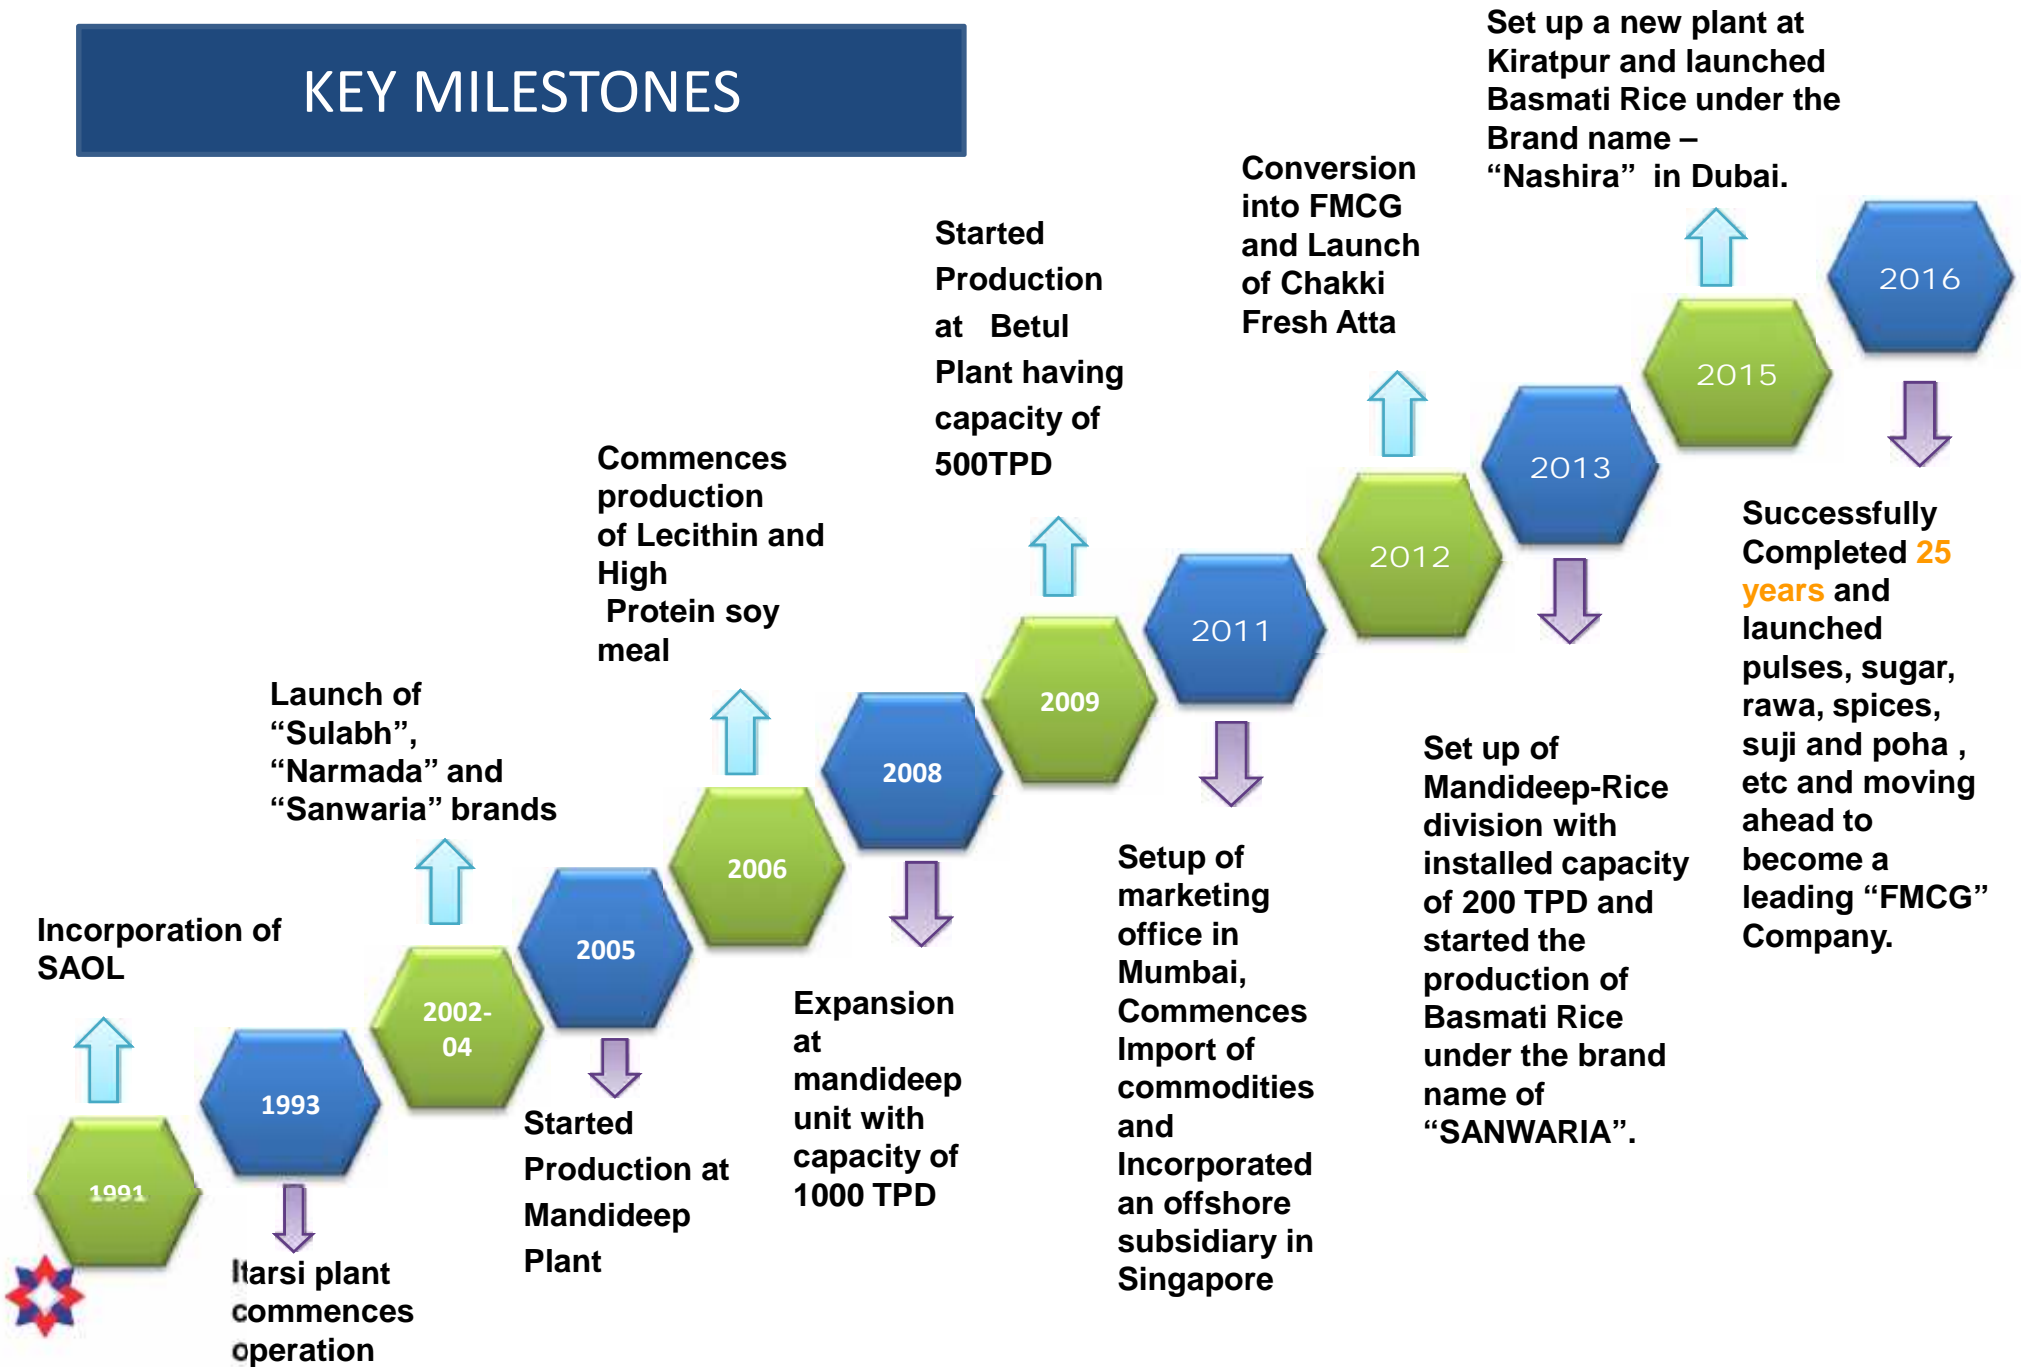 KEY MILESTONES
1991
Incorporation of
SAOL
1993
Itarsi plant
commences
operation
2002-
04
Launch of
“Sulabh”,
“Narmada” and
“Sanwaria” brands
2005
Started
Production at
Mandideep
Plant
2006
Commences
production
of Lecithin and
High
Protein soy
meal
2008
Expansion
at
mandideep
unit with
capacity of
1000 TPD
2009
Started
Production
at Betul
Plant having
capacity of
500TPD
2011
Setup of
marketing
office in
Mumbai,
Commences
Import of
commodities
and
Incorporated
an offshore
subsidiary in
Singapore
2012
Conversion
into FMCG
and Launch
of Chakki
Fresh Atta
2013
Set up of
Mandideep-Rice
division with
installed capacity
of 200 TPD and
started the
production of
Basmati Rice
under the brand
name of
“SANWARIA”.
2015
Set up a new plant at
Kiratpur and launched
Basmati Rice under the
Brand name –
“Nashira” in Dubai.
2016
Successfully
Completed 25
years and
launched
pulses, sugar,
rawa, spices,
suji and poha ,
etc and moving
ahead to
become a
leading “FMCG”
Company.